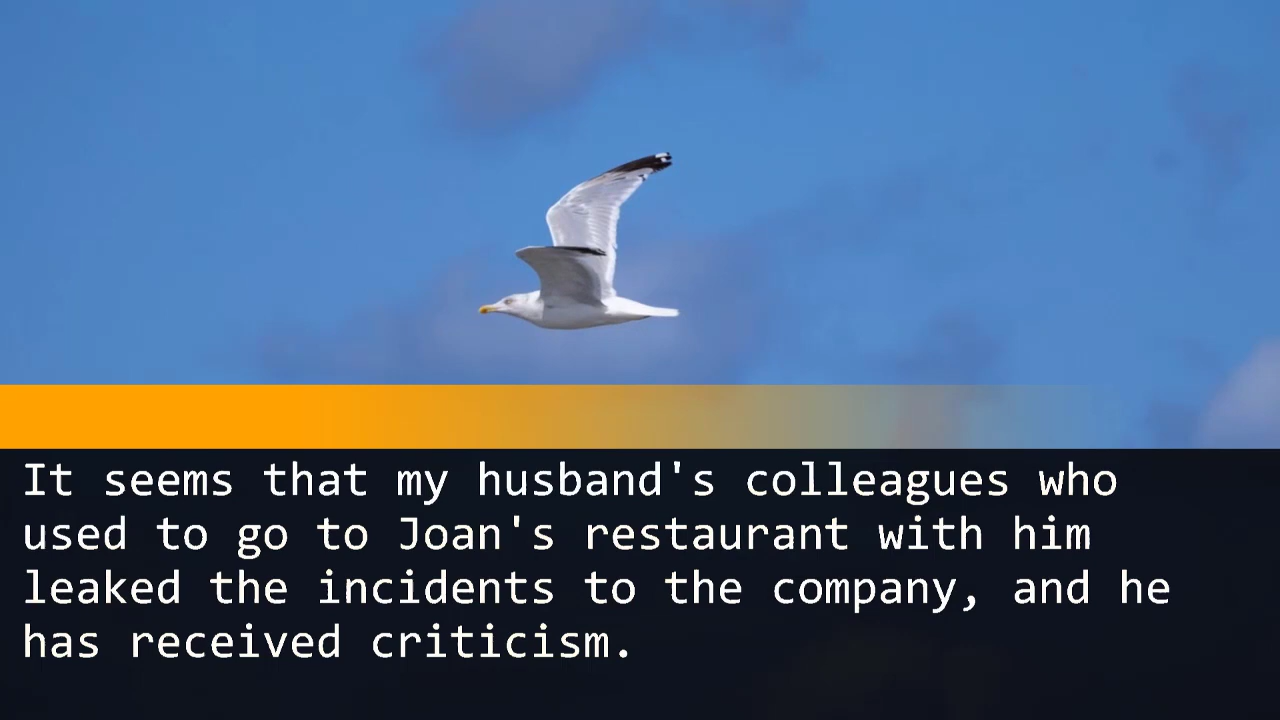 It seems that my husband's colleagues who
used to go to Joan's restaurant with him
leaked the incidents to the company, and he
has received criticism.